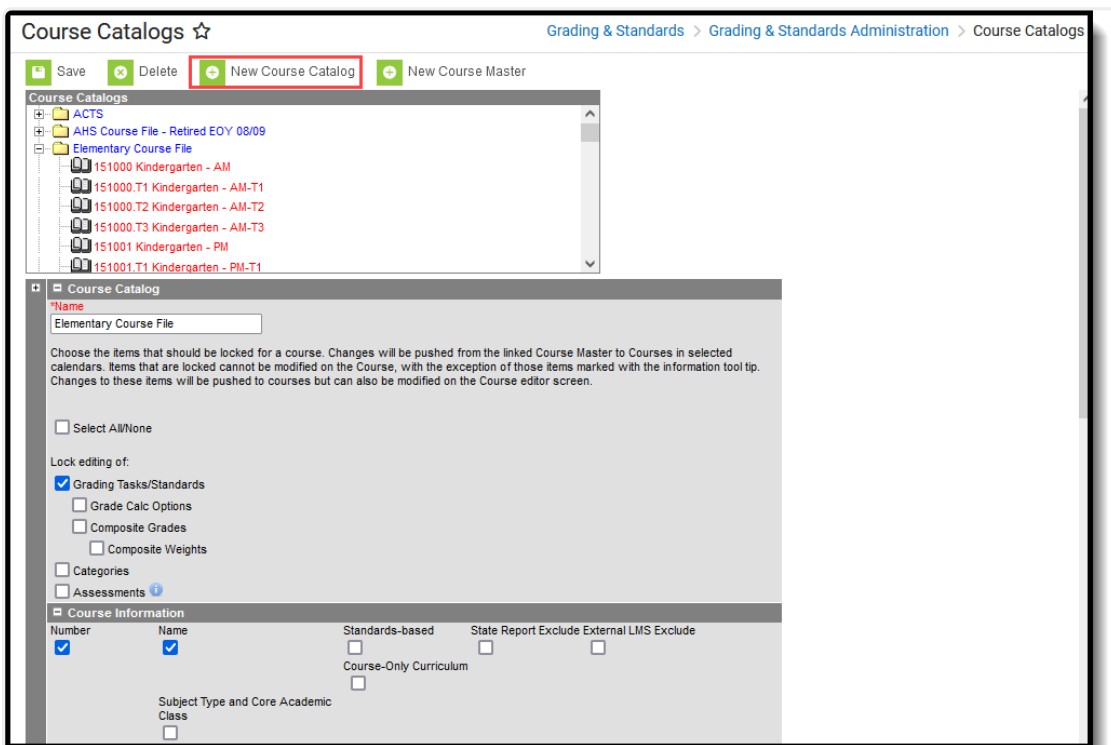 Course Catalogs
Grading & Standards > Grading & Standards Administration > Course Catalogs
Save Delete New Course Catalog New Course Master
Course Catalogs
ACTS
AHS Course File - Retired EOY 08/09
Elementary Course File
151000 Kindergarten - AM
151000.T1 Kindergarten - AM-T1
151000.T2 Kindergarten - AM-T2
151000.T3 Kindergarten - AM-T3
151001 Kindergarten - PM
151001.T1 Kindergarten - PM-T1
Course Catalog
*Name
Elementary Course File
Choose the items that should be locked for a course. Changes will be pushed from the linked Course Master to Courses in selected
calendars. Items that are locked cannot be modified on the Course, with the exception of those items marked with the information tool tip.
Changes to these items will be pushed to courses but can also be modified on the Course editor screen.
Select All/None
Lock editing of:
Grading Tasks/Standards
Grade Calc Options
Composite Grades
Composite Weights
Categories
Assessments
Course Information
Number Name Standards-based State Report Exclude External LMS Exclude
Course-Only Curriculum
Subject Type and Core Academic
Class